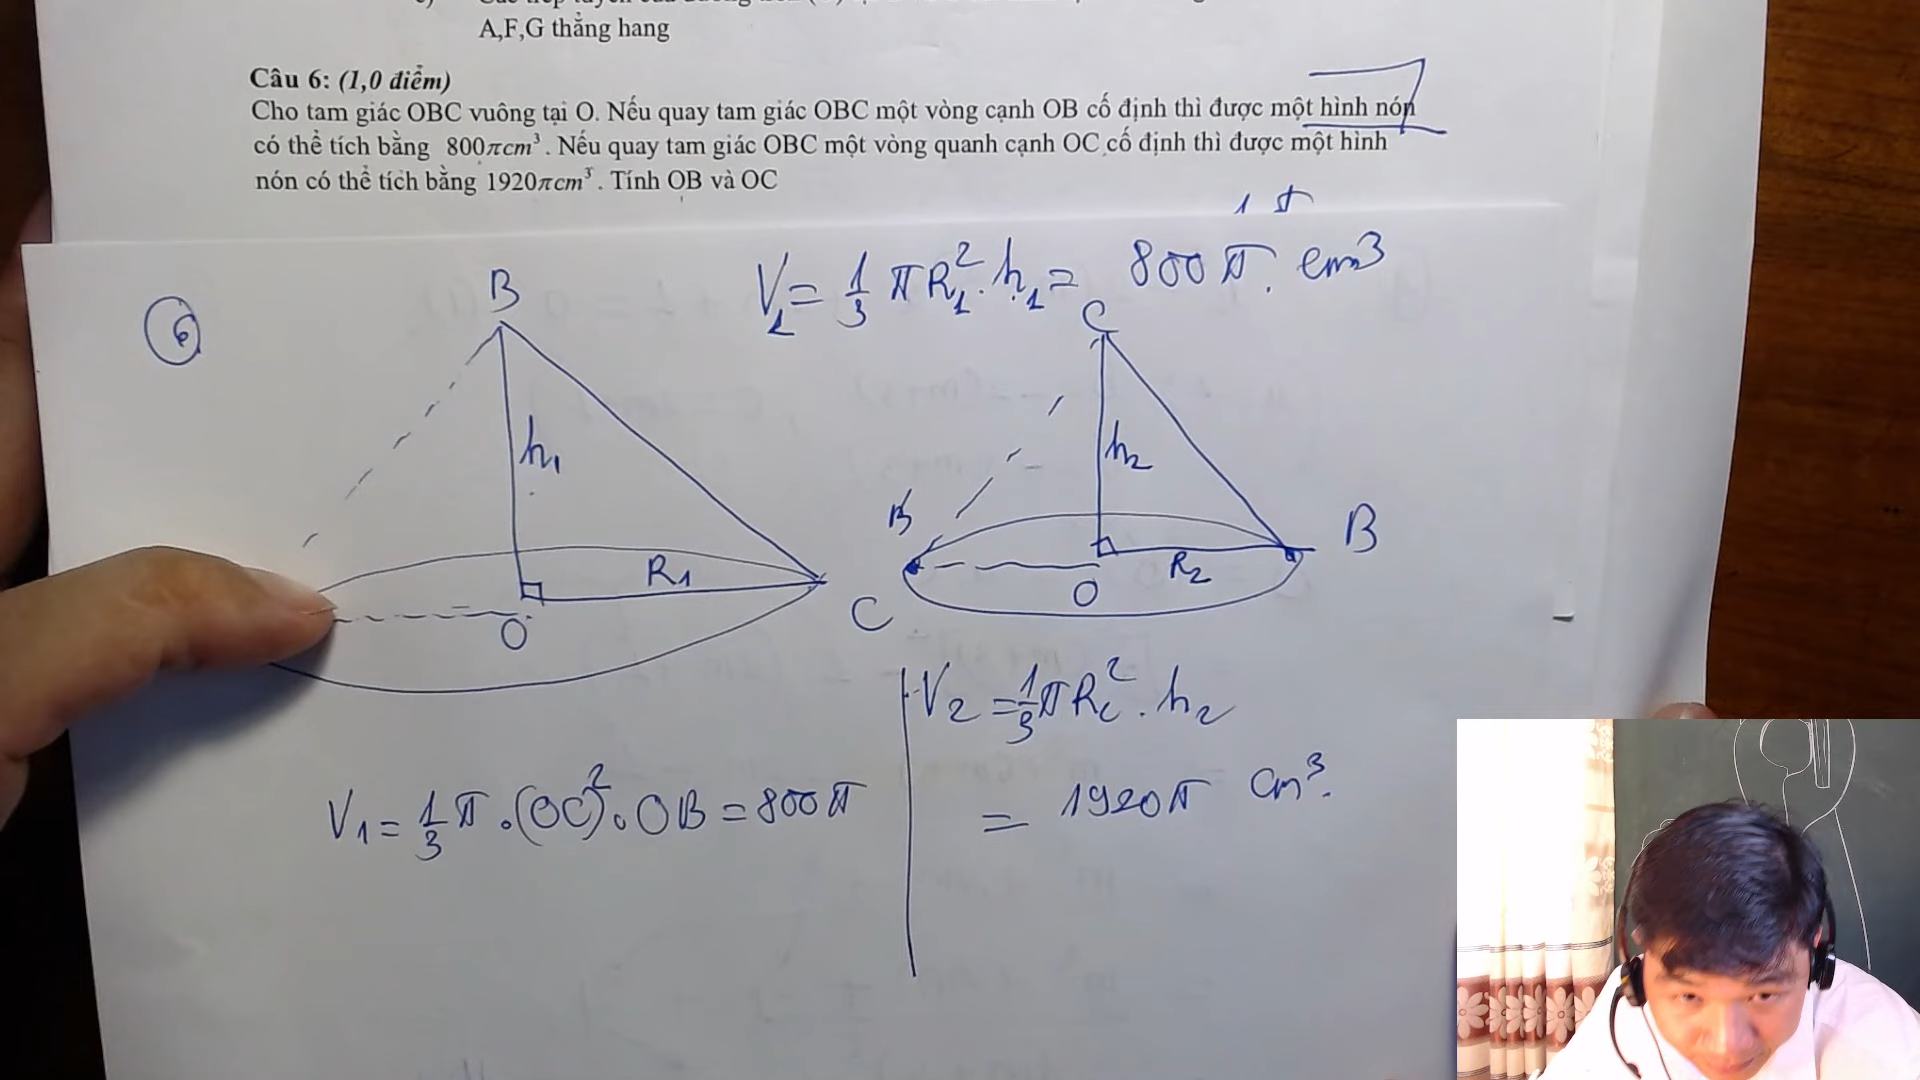 A,F,G thẳng hang
Câu 6: (1,0 điểm)
Cho tam giác OBC vuông tại O. Nếu quay tam giác OBC một vòng cạnh OB cố định thì được một hình nón
có thể tích bằng 800πcm³. Nếu quay tam giác OBC một vòng quanh cạnh OC cố định thì được một hình
nón có thể tích bằng 1920πcm³. Tính OB và OC
V₁ = 1/3 πR₁². h₁ = 800π. cm³
6
B
h₁
R₁
O
C
C
h₂
B
R₂
O
B
V₂ = 1/3 πR₂². h₂
= 1920π cm³.
V₁ = 1/3 π.(OC)².OB = 800π